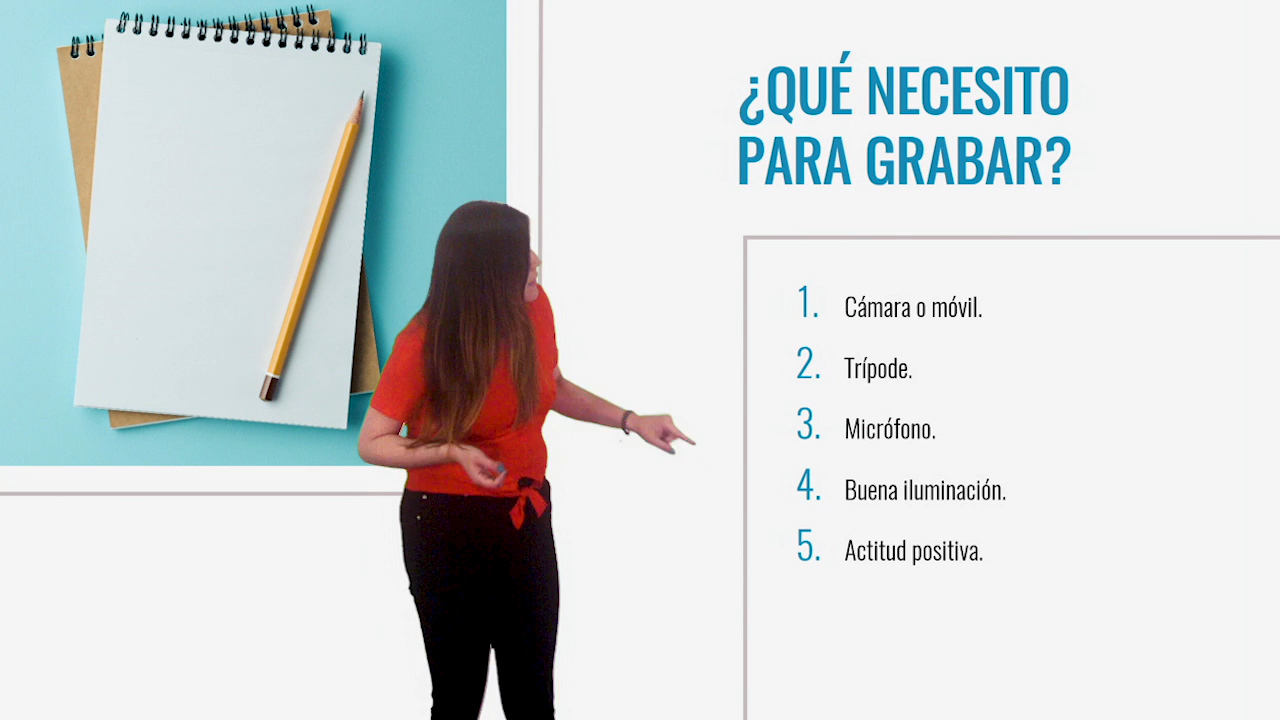 ¿QUÉ NECESITO
PARA GRABAR?
1. Cámara o móvil.
2. Trípode.
3. Micrófono.
4. Buena iluminación.
5. Actitud positiva.